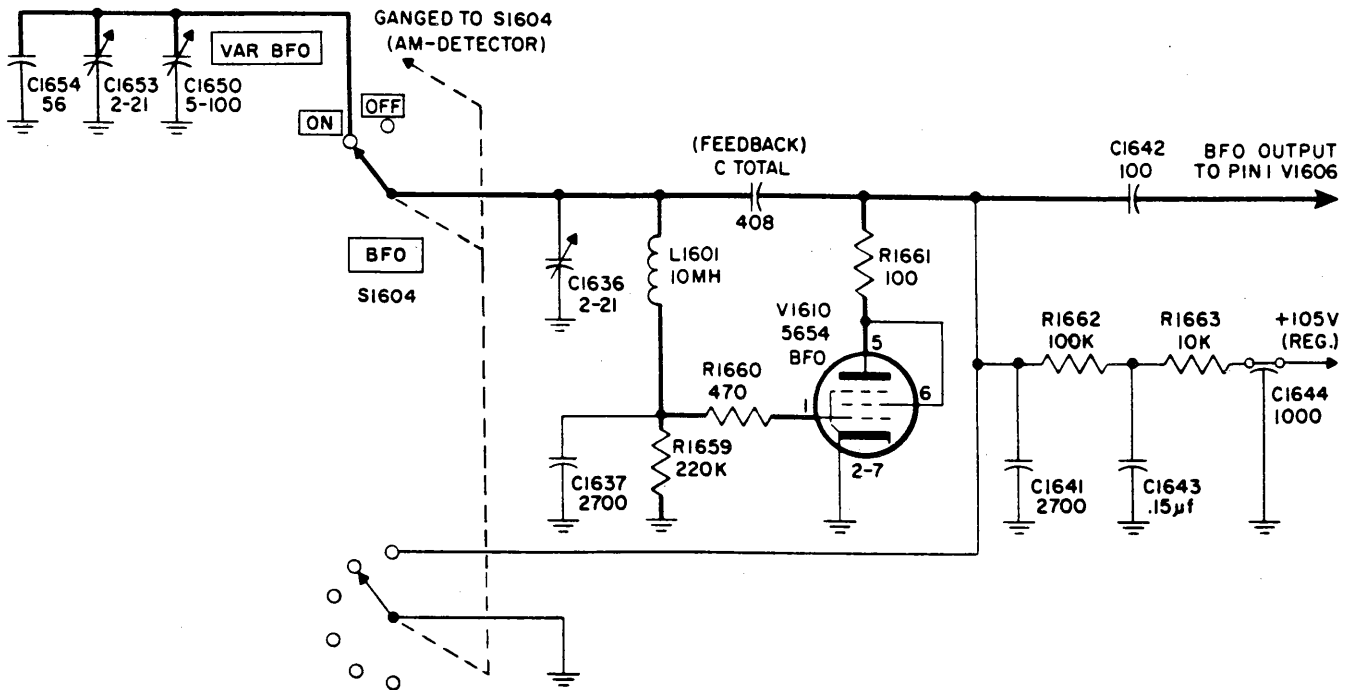 GANGED TO S1604
(AM-DETECTOR)
VAR BFO
C1654
56
C1653
2-21
C1650
5-100
ON
OFF
(FEEDBACK)
C TOTAL
408
C1642
100
BFO OUTPUT
TO PIN I V1606
BFO
S1604
C1636
2-21
L1601
10MH
R1661
100
V1610
5654
BFO
5
6
1
2-7
R1660
470
R1659
220K
C1637
2700
R1662
100K
R1663
10K
+105V
(REG.)
C1644
1000
C1641
2700
C1643
.15µf